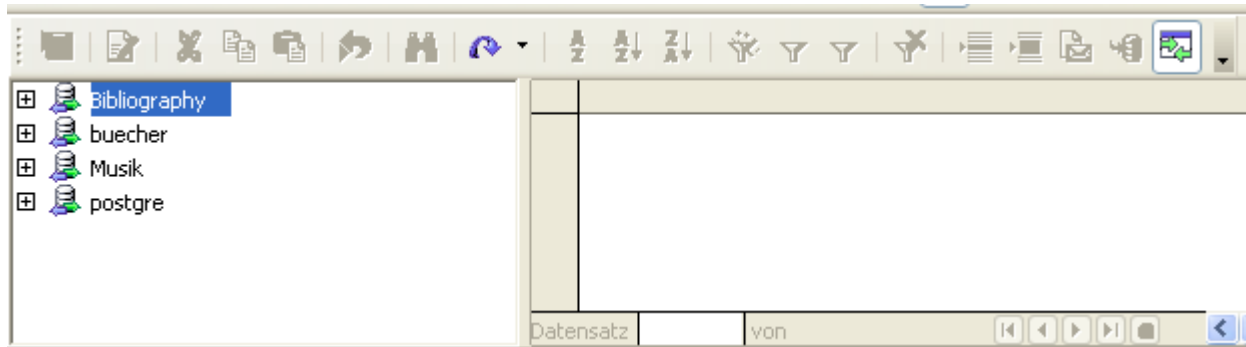 Bibliography
buecher
Musik
postgre
Datensatz von